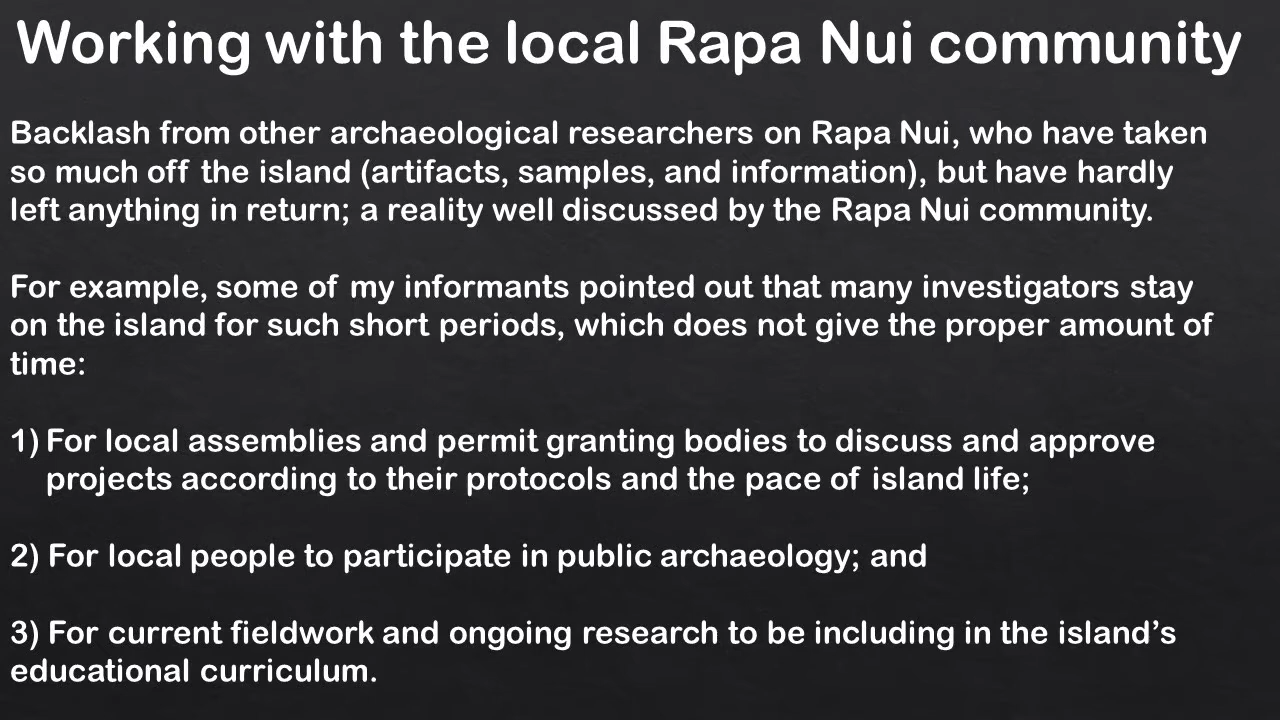 Working with the local Rapa Nui community
Backlash from other archaeological researchers on Rapa Nui, who have taken
so much off the island (artifacts, samples, and information), but have hardly
left anything in return; a reality well discussed by the Rapa Nui community.
For example, some of my informants pointed out that many investigators stay
on the island for such short periods, which does not give the proper amount of
time:
1) For local assemblies and permit granting bodies to discuss and approve
projects according to their protocols and the pace of island life;
2) For local people to participate in public archaeology; and
3) For current fieldwork and ongoing research to be including in the island’s
educational curriculum.